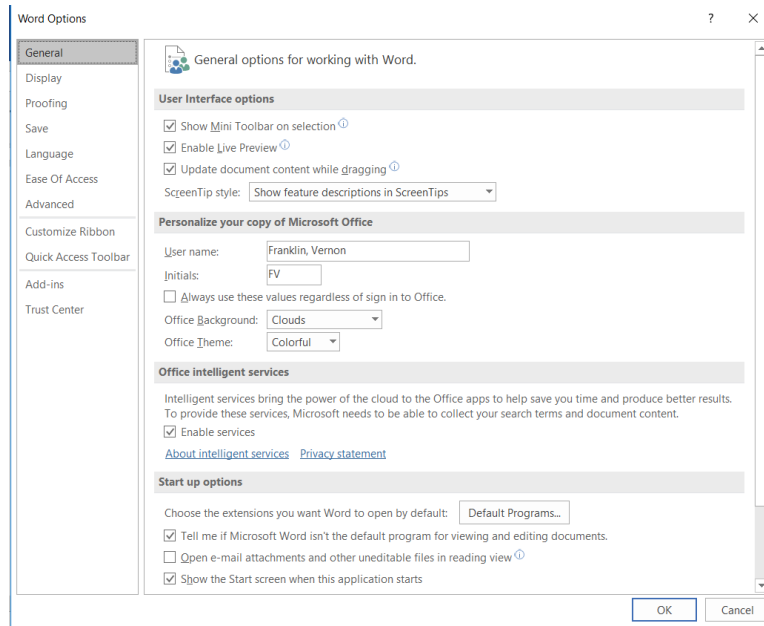 Word Options
?
General
Display
Proofing
Save
Language
Ease Of Access
Advanced
Customize Ribbon
Quick Access Toolbar
Add-ins
Trust Center
General options for working with Word.
User Interface options
Show Mini Toolbar on selection
Enable Live Preview
Update document content while dragging
ScreenTip style: Show feature descriptions in ScreenTips
Personalize your copy of Microsoft Office
User name: Franklin, Vernon
Initials: FV
Always use these values regardless of sign in to Office.
Office Background: Clouds
Office Theme: Colorful
Office intelligent services
Intelligent services bring the power of the cloud to the Office apps to help save you time and produce better results.
To provide these services, Microsoft needs to be able to collect your search terms and document content.
Enable services
About intelligent services Privacy statement
Start up options
Choose the extensions you want Word to open by default: Default Programs...
Tell me if Microsoft Word isn't the default program for viewing and editing documents.
Open e-mail attachments and other uneditable files in reading view
Show the Start screen when this application starts
OK Cancel